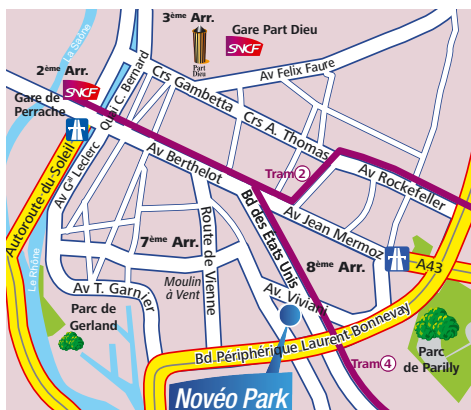 3ème Arr.
Gare Part Dieu
SNCF
Part
Dieu
La Saône
2ème Arr.
SNCF
Gare de
Perrache
Quai C. Bernard
Crs Gambetta
Av Felix Faure
Crs A. Thomas
Autoroute du Soleil
Av Gal Leclerc
Av Berthelot
Tram 2
Av Rockefeller
Bd des Etats Unis
Av Jean Mermoz
Route de Vienne
7ème Arr.
8ème Arr.
A43
Le Rhône
Moulin
à Vent
Av. Viviani
Av T. Garnier
Parc de
Gerland
Bd Périphérique Laurent-Bonnevay
Parc
de Parilly
Tram 4
Novéo Park